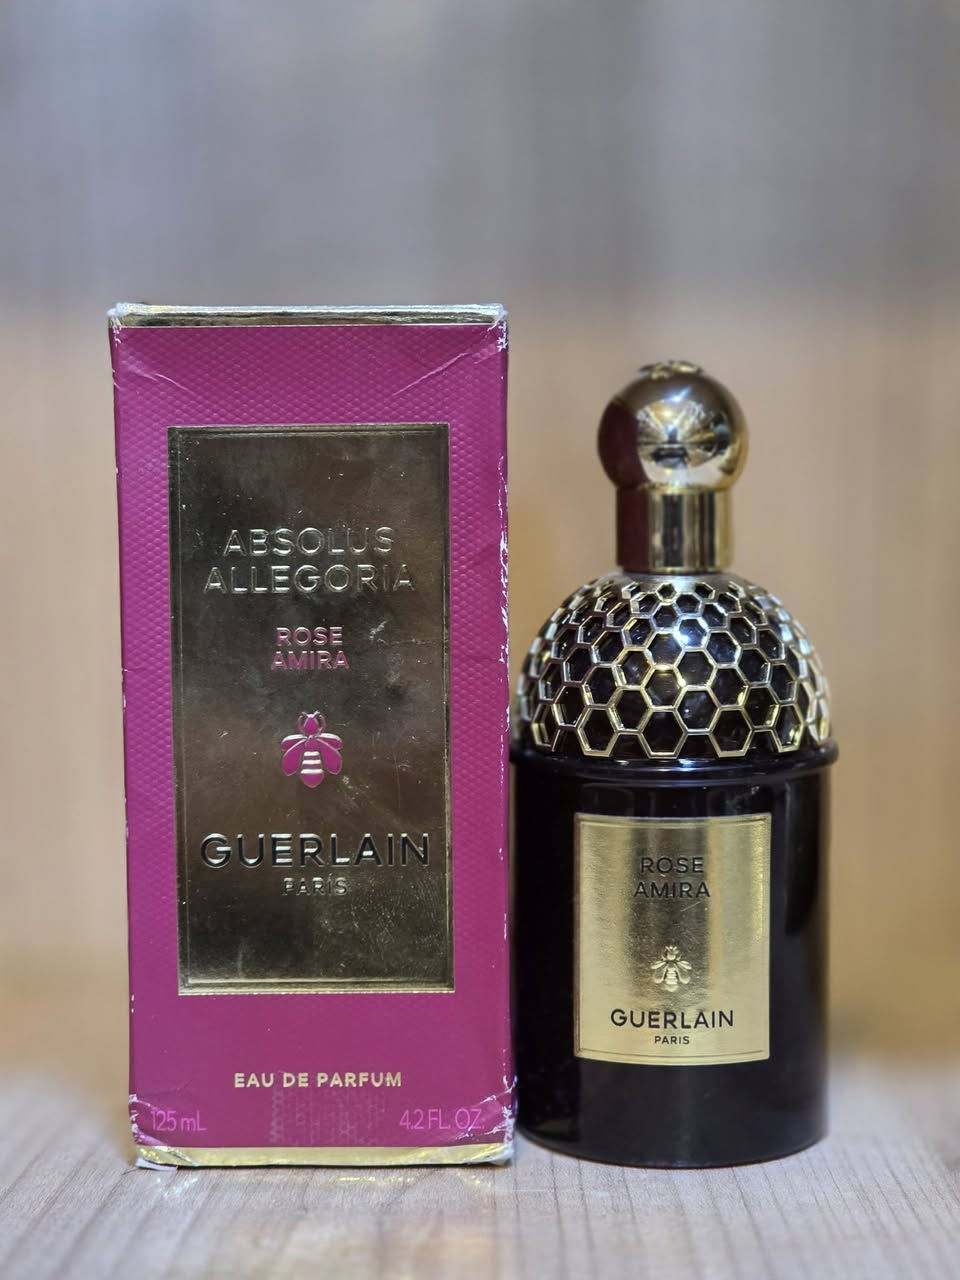 ABSOLUS
ALLEGORIA
ROSE
AMIRA
GUERLAIN
PARIS
EAU DE PARFUM
125 mL
4.2 FL. OZ.
ROSE
AMIRA
GUERLAIN
PARIS